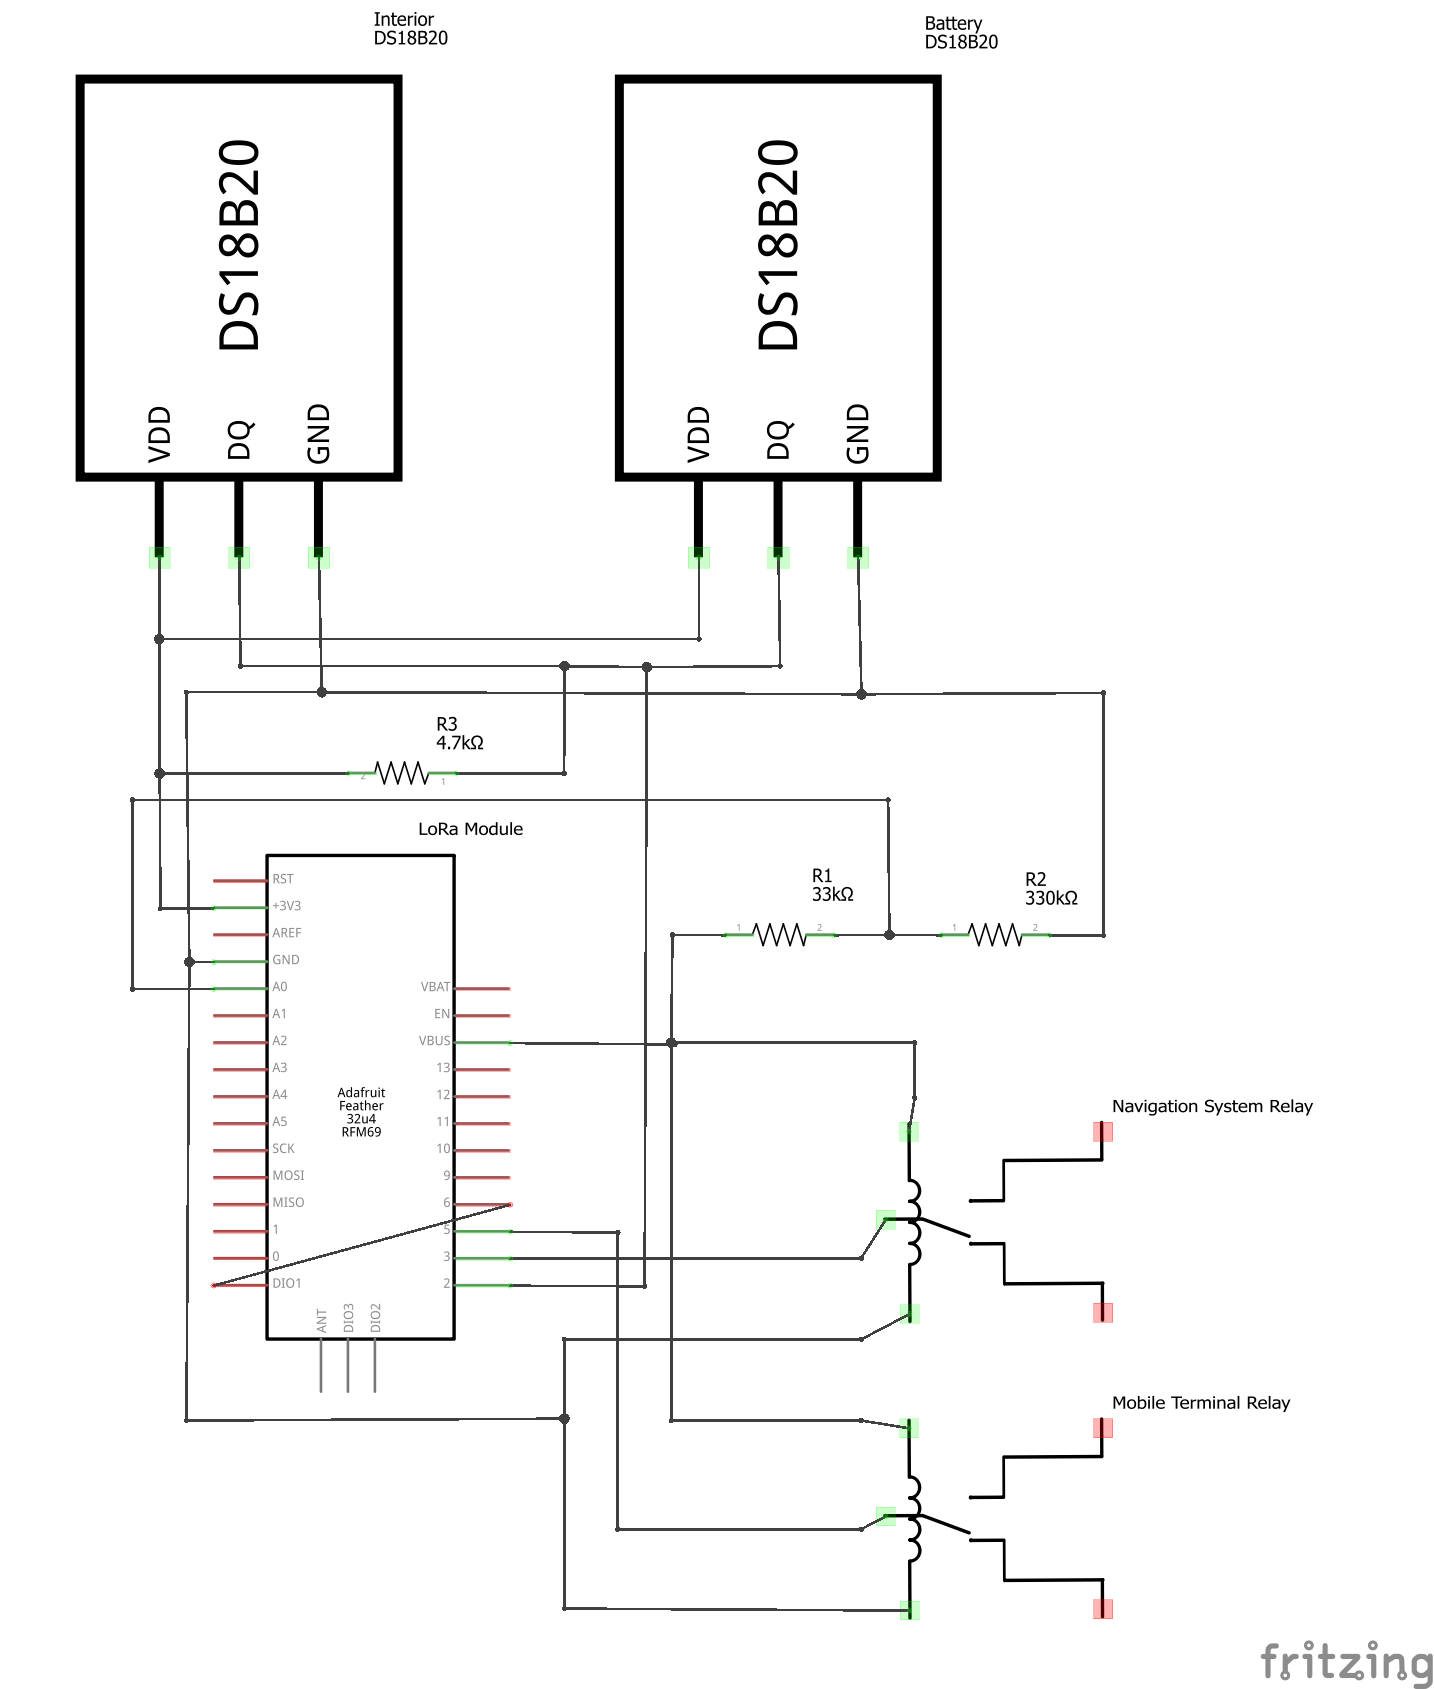 Interior
DS18B20
Battery
DS18B20
DS18B20
DS18B20
VDD
DQ
GND
VDD
DQ
GND
R3
4.7kΩ
2
1
LoRa Module
R1
33kΩ
R2
330kΩ
1
2
1
2
RST
+3V3
AREF
GND
A0
A1
A2
A3
A4
A5
SCK
MOSI
MISO
1
0
DIO1
VBAT
EN
VBUS
13
12
11
10
9
6
5
3
2
Adafruit
Feather
32u4
RFM69
ANT
DIO3
DIO2
Navigation System Relay
Mobile Terminal Relay
fritzing